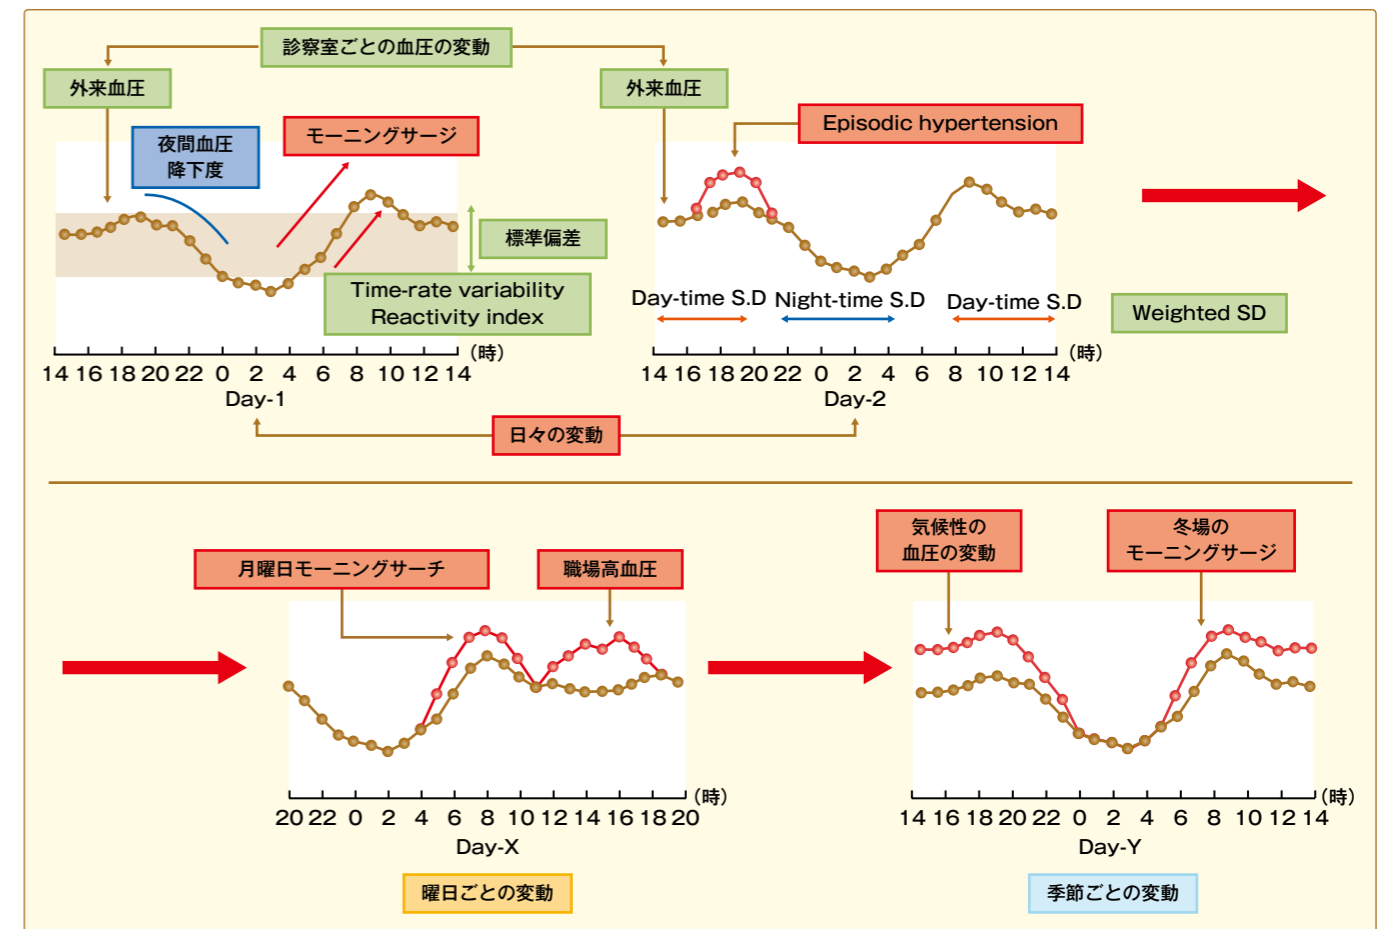 診察室ごとの血圧の変動
外来血圧
外来血圧
夜間血圧
降下度
モーニングサージ
Episodic hypertension
標準偏差
Time-rate variability
Reactivity index
Day-time S.D
Night-time S.D
Day-time S.D
Weighted SD
14 16 18 20 22 0 2 4 6 8 10 12 14
(時)
Day-1
14 16 18 20 22 0 2 4 6 8 10 12 14
(時)
Day-2
日々の変動
月曜日モーニングサーチ
職場高血圧
気候性の
血圧の変動
冬場の
モーニングサージ
20 22 0 2 4 6 8 10 12 14 16 18 20
(時)
Day-X
14 16 18 20 22 0 2 4 6 8 10 12 14
(時)
Day-Y
曜日ごとの変動
季節ごとの変動